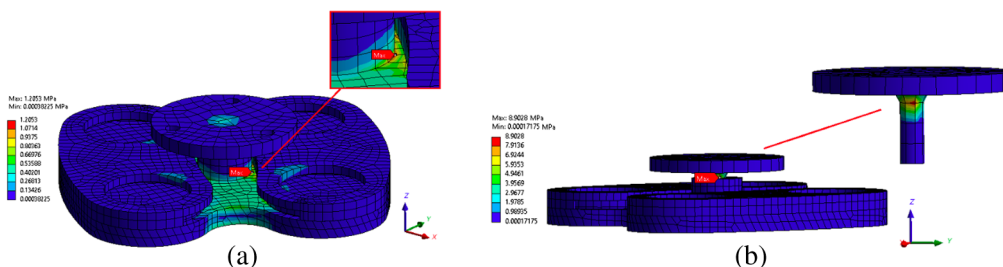 Max: 1.2053 MPa
Min: 0.00038225 MPa
1.2053
1.0714
0.9375
0.80363
0.66976
0.53588
0.40201
0.26813
0.13426
0.00038225
Max
Max
Z
Y
X
(a)
Max: 8.9028 MPa
Min: 0.00017175 MPa
8.9028
7.9136
6.9244
5.9353
4.9461
3.9569
2.9677
1.9785
0.98935
0.00017175
Max
Z
X
Y
(b)